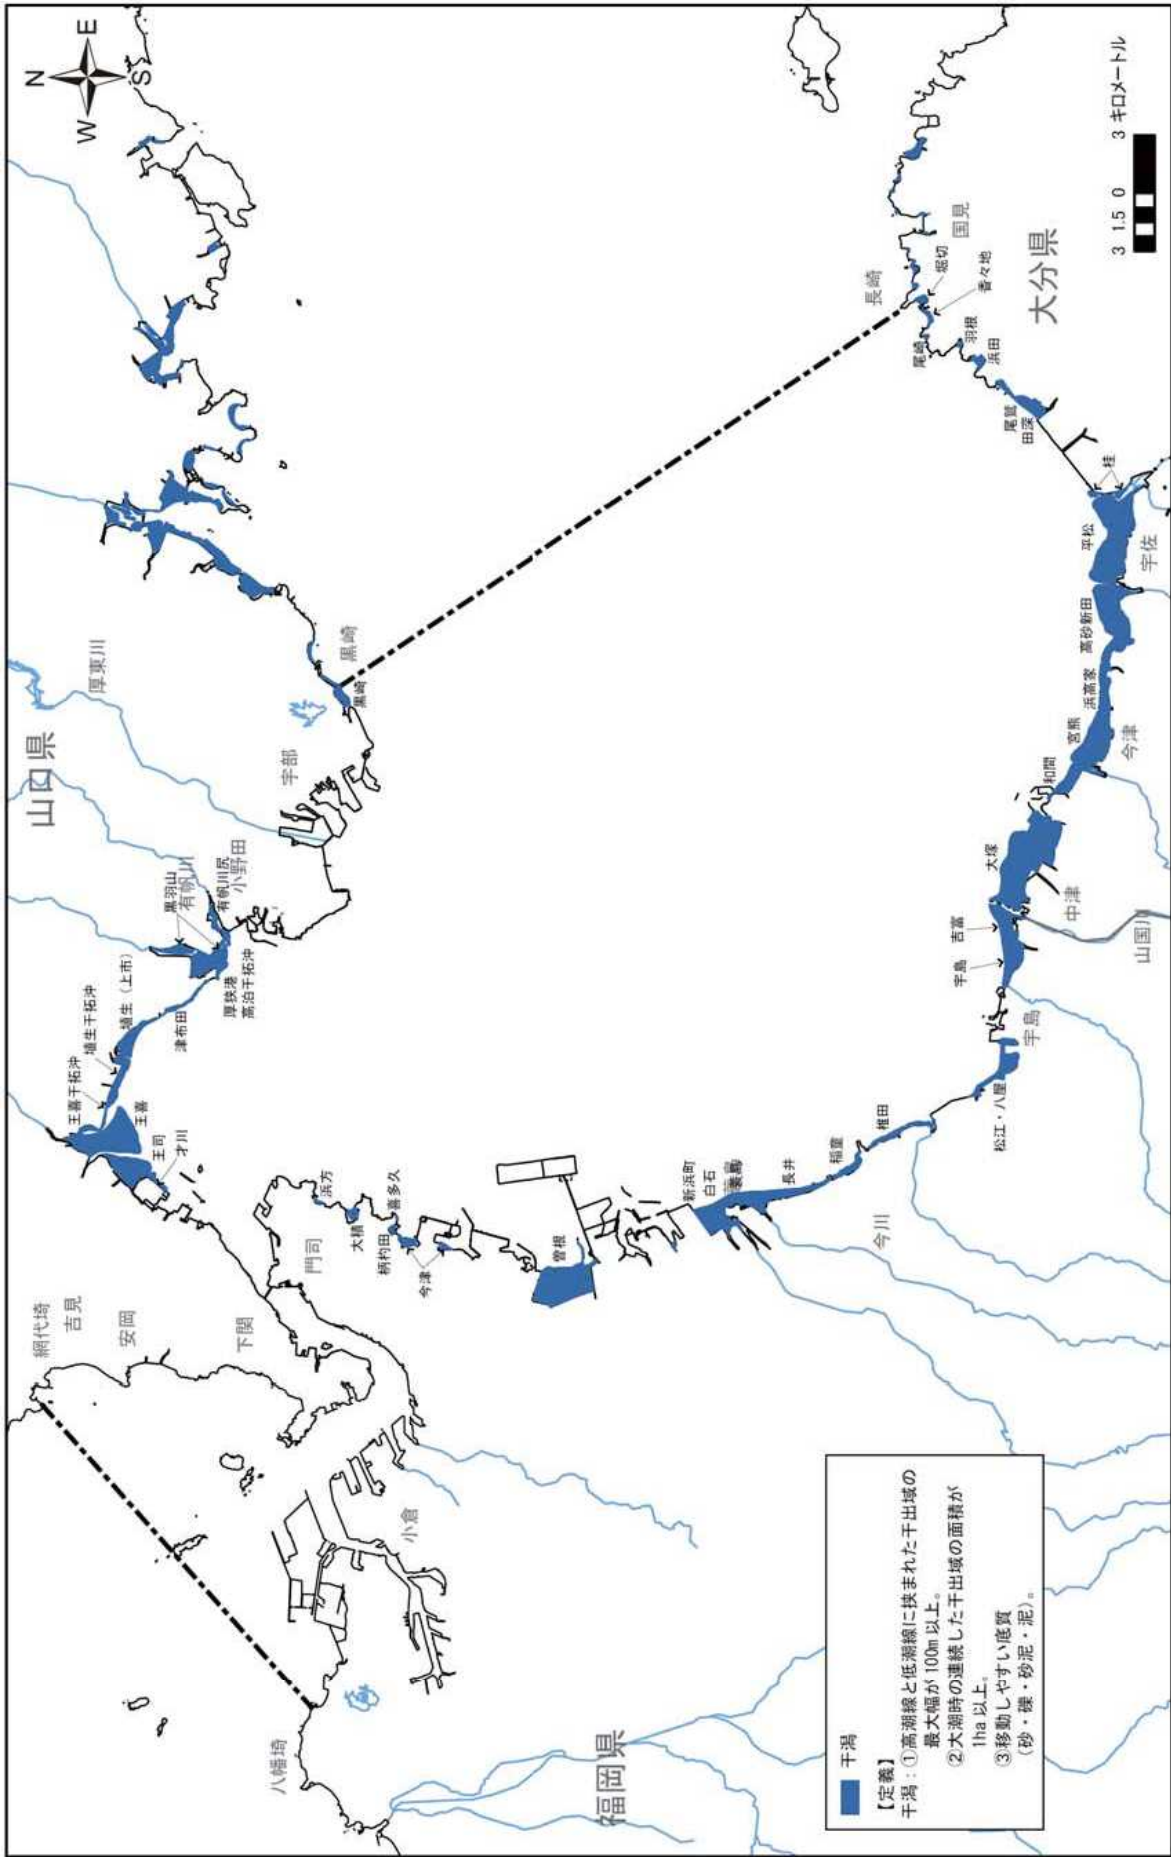 N
W
E
S
山口県
厚東川
宇部
黒崎
黒崎
有帆川
黒羽山
小野田
有帆川尻
厚狭港
高泊干拓沖
津布田
埴生（上市）
埴生干拓沖
王喜干拓沖
王喜
王司
才川
網代埼
吉見
安岡
下関
門司
浜方
大積
喜多久
柄杓田
今津
曽根
小倉
八幡埼
福岡県
新浜町
白石
蓑島
長井
稲童
今川
椎田
松江・八屋
宇島
宇島
吉富
山国川
中津
大塚
和間
今津
宮熊
浜高家
高砂新田
宇佐
平松
桂
尾鷲
田深
浜田
羽根
尾崎
香々地
堀切
長崎
国見
大分県
3 1.5 0 3 キロメートル
干潟
【定義】
干潟：①高潮線と低潮線に挟まれた干出域の
最大幅が100m以上。
②大潮時の連続した干出域の面積が
1ha以上。
③移動しやすい底質
（砂・礫・砂泥・泥）。